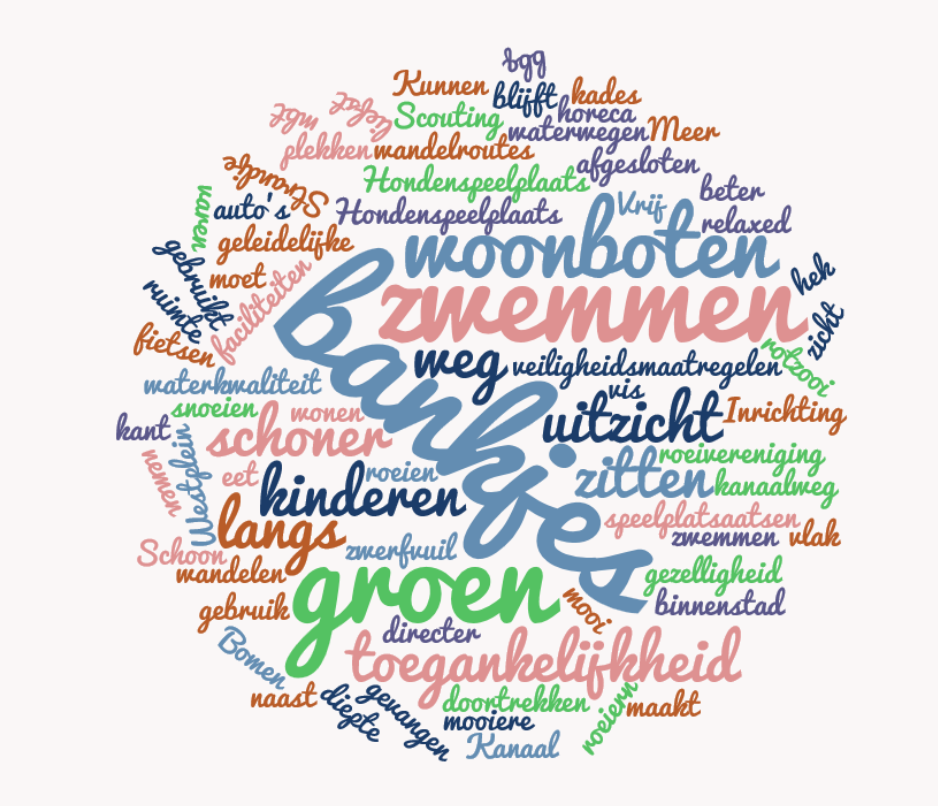 bgg
Kunnen
blijft
kades
Scouting
horeca
liefst
mbt
waterwegen
Meer
plekken
wandelroutes
afgesloten
Strandje
Hondenspeelplaats
beter
varen
auto's
Hondenspeelplaats
Vrij
relaxed
geleidelijke
woonboten
gebruikt
moet
hek
ruimte
faciliteiten
bankjes
zwemmen
zicht
fietsen
weg
veiligheidsmaatregelen
rotzooi
waterkwaliteit
vis
snoeien
wonen
uitzicht
Inrichting
kant
schoner
roeivereniging
nemen
Westplein
eet
roeien
zitten
kanaalweg
kinderen
langs
speelplatsaatsen
zwemmen
vlak
Schoon
zwerfvuil
wandelen
groen
gezelligheid
gebruik
mooi
binnenstad
directer
Bomen
toegankelijkheid
naast
diepte
gevangen
doortrekken
roeiern
maakt
mooiere
Kanaal